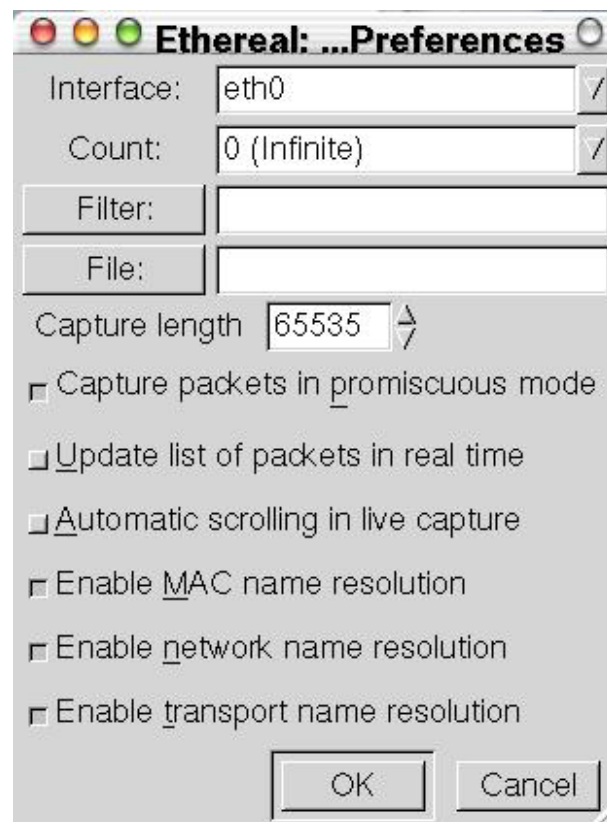 Ethereal: ...Preferences
Interface: eth0
Count: 0 (Infinite)
Filter:
File:
Capture length 65535
Capture packets in promiscuous mode
Update list of packets in real time
Automatic scrolling in live capture
Enable MAC name resolution
Enable network name resolution
Enable transport name resolution
OK Cancel